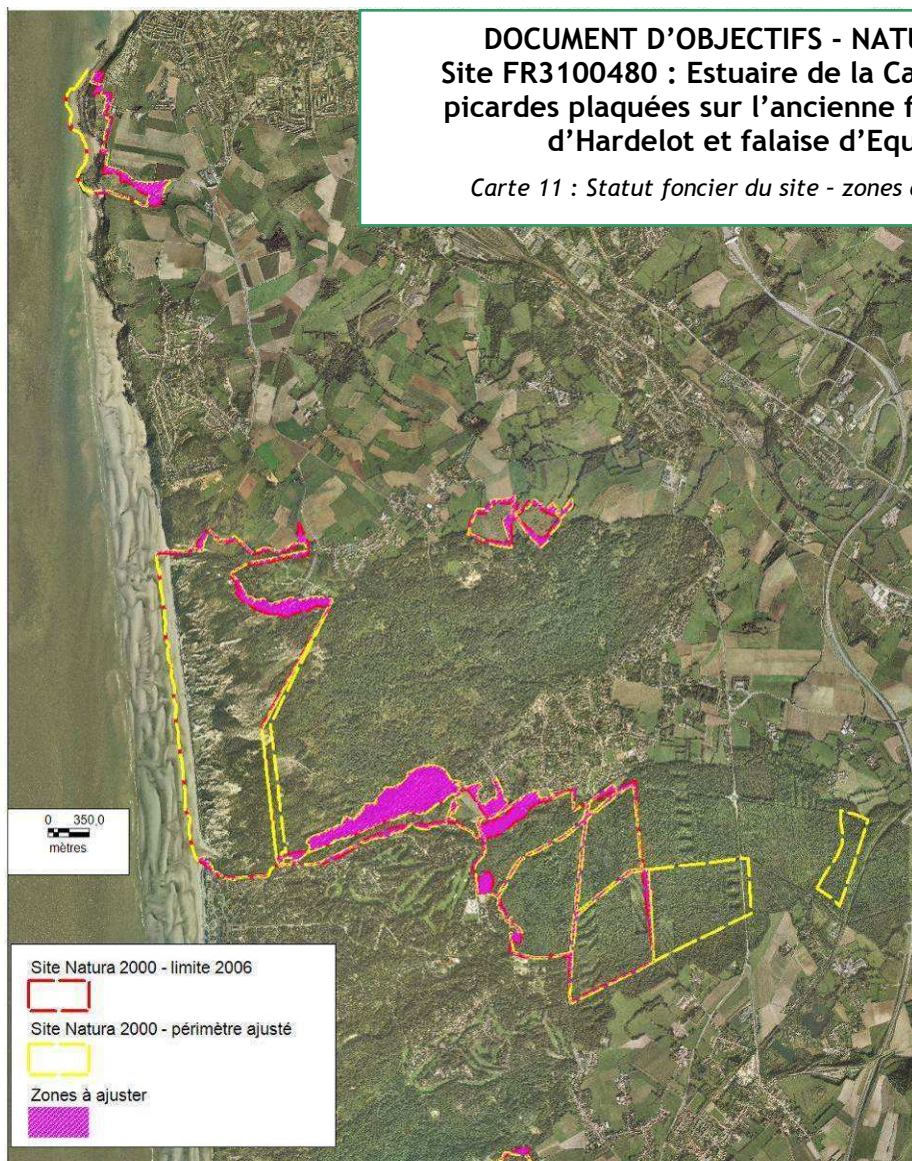 DOCUMENT D'OBJECTIFS - NATU
Site FR3100480 : Estuaire de la Ca
picardes plaquées sur l'ancienne f
d'Hardelot et falaise d'Equ
Carte 11 : Statut foncier du site - zones
0 350,0
mètres
Site Natura 2000 - limite 2006
Site Natura 2000 - périmètre ajusté
Zones à ajuster